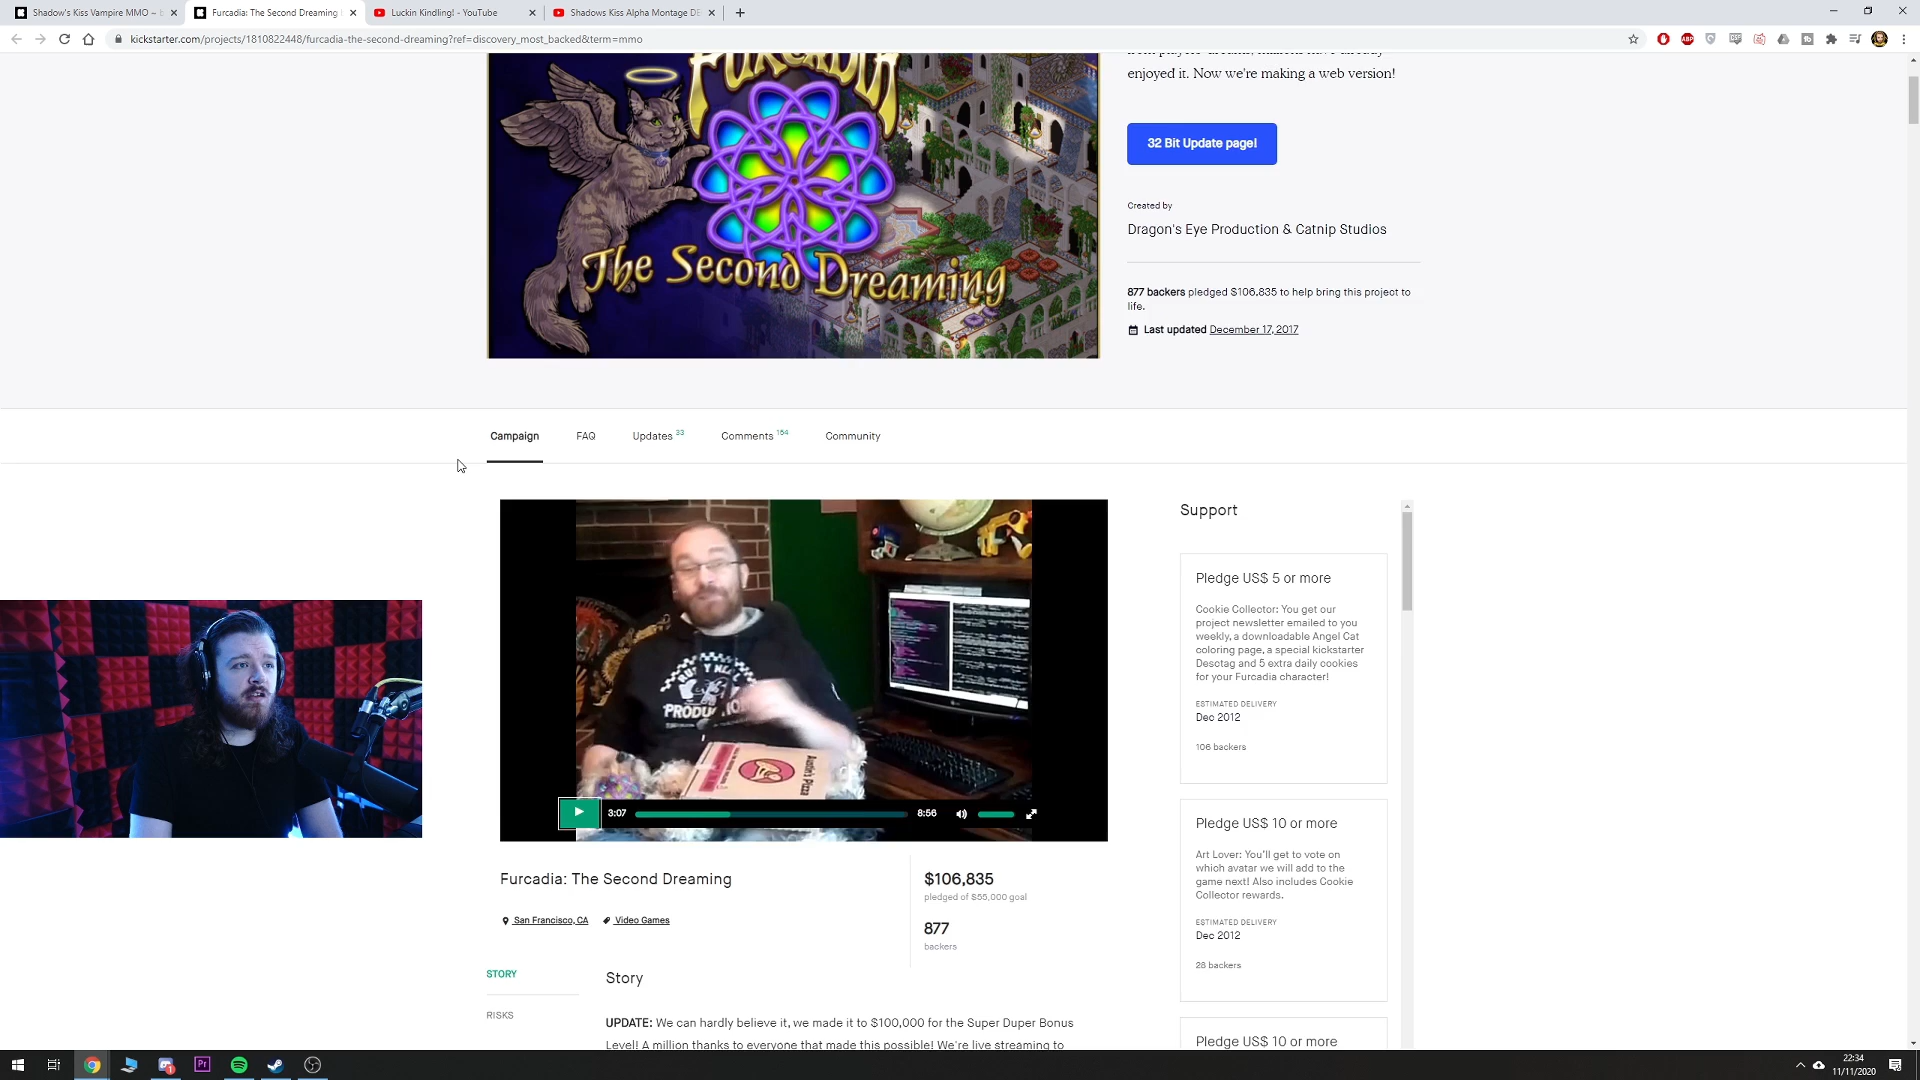 Shadow's Kiss Vampire MMO – b
Furcadia: The Second Dreaming
Luckin Kindling! - YouTube
Shadows Kiss Alpha Montage DE
kickstarter.com/projects/1810822448/furcadia-the-second-dreaming?ref=discovery_most_backed&term=mmo
enjoyed it. Now we're making a web version!
FURCADIA
The Second Dreaming
32 Bit Update page!
Created by
Dragon's Eye Production & Catnip Studios
877 backers pledged $106,835 to help bring this project to
life.
Last updated December 17, 2017
Campaign
FAQ
Updates 33
Comments 154
Community
Support
Pledge US$ 5 or more
Cookie Collector: You get our
project newsletter emailed to you
weekly, a downloadable Angel Cat
coloring page, a special kickstarter
Desctag and 5 extra daily cookies
for your Furcadia character!
ESTIMATED DELIVERY
Dec 2012
106 backers
Pledge US$ 10 or more
Art Lover: You'll get to vote on
which avatar we will add to the
game next! Also includes Cookie
Collector rewards.
ESTIMATED DELIVERY
Dec 2012
28 backers
Pledge US$ 10 or more
Austin's Pizza
3:07
8:56
Furcadia: The Second Dreaming
San Francisco, CA
Video Games
$106,835
pledged of $55,000 goal
877
backers
STORY
RISKS
Story
UPDATE: We can hardly believe it, we made it to $100,000 for the Super Duper Bonus
Level! A million thanks to everyone that made this possible! We're live streaming to
22:34
11/11/2020